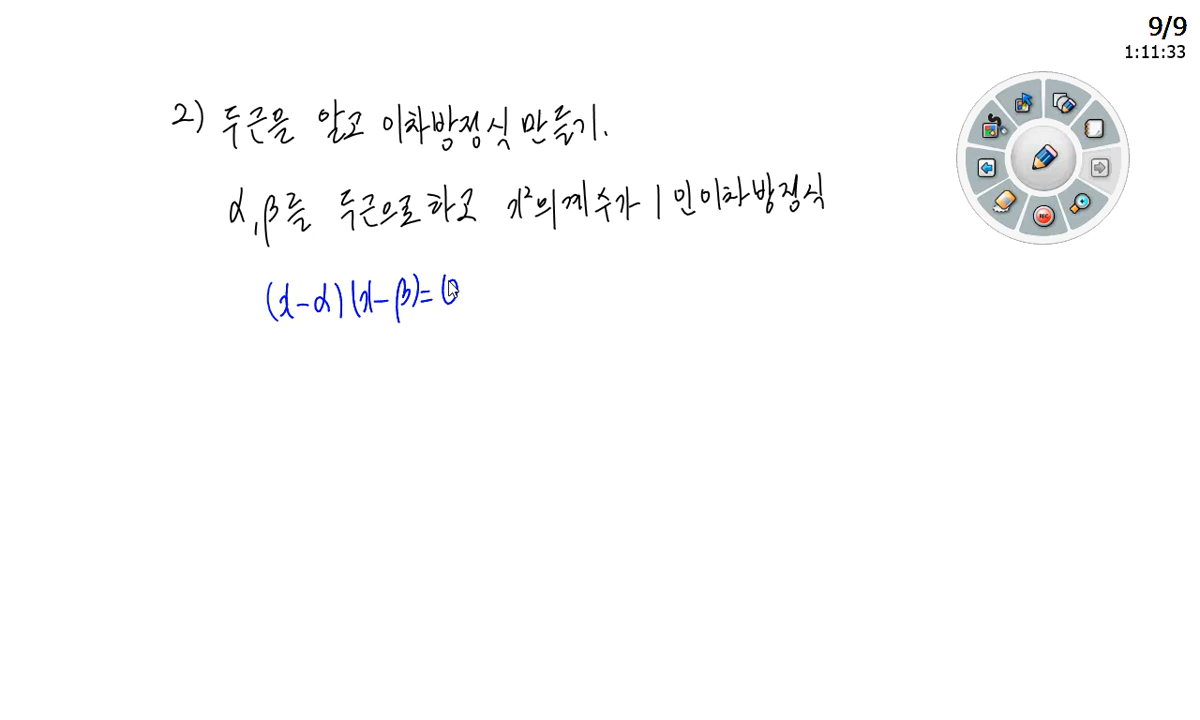 9/9
1:11:33
2) 두근을 알고 이차방정식 만들기.
α, β를 두근으로 하고 x²의 계수가 1인 이차방정식
(x-α)(x-β)=0
REC